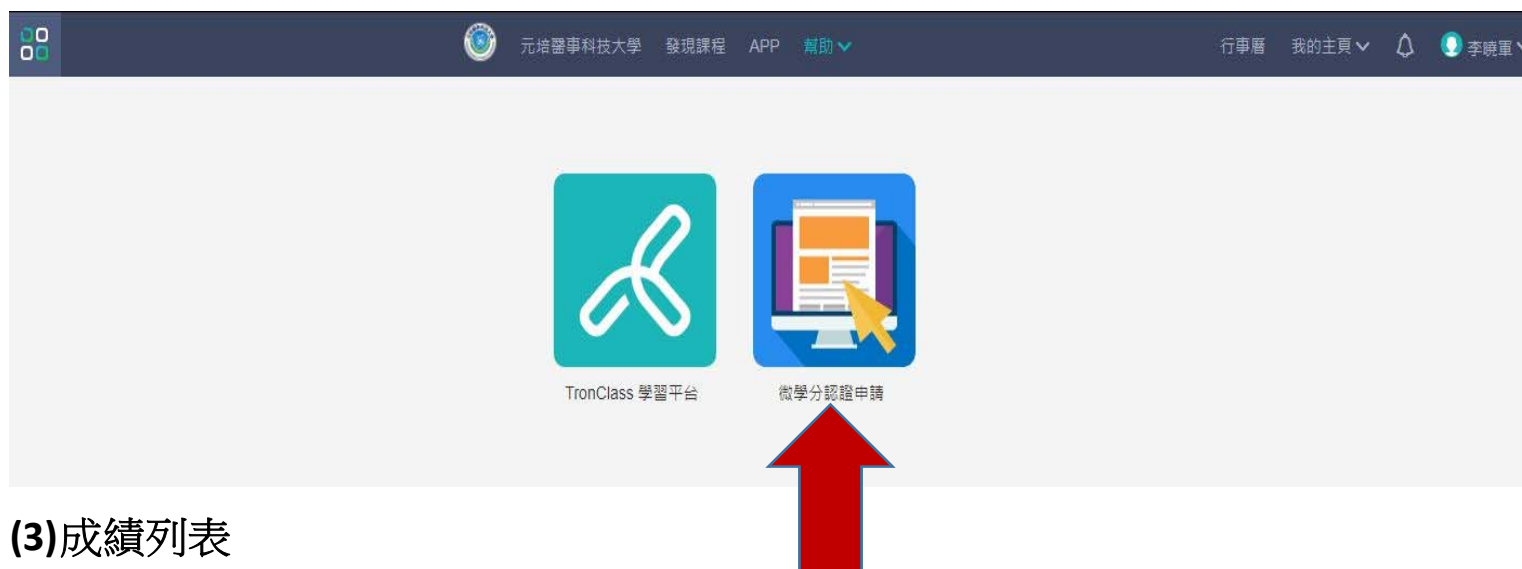 元培醫事科技大學 發現課程 APP 幫助 行事曆 我的主頁 李曉軍
TronClass 學習平台 微學分認證申請
(3)成績列表